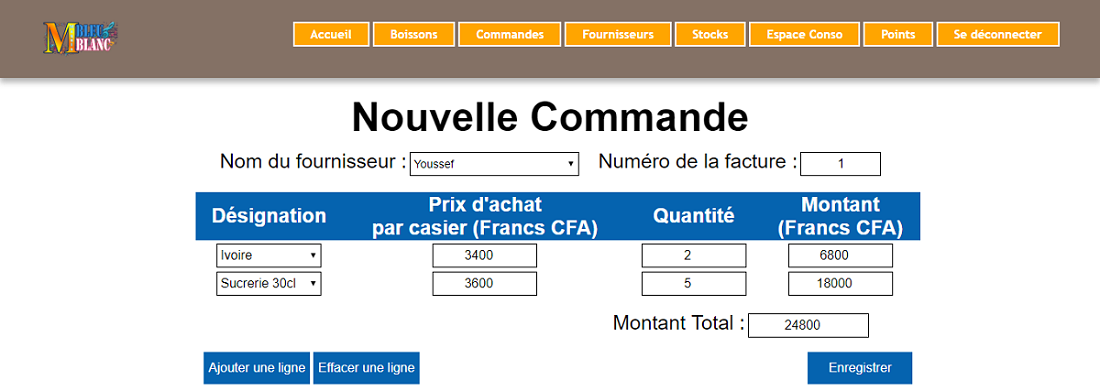 M BLEU BLANC
Accueil Boissons Commandes Fournisseurs Stocks Espace Conso Points Se déconnecter
Nouvelle Commande
Nom du fournisseur : Youssef Numéro de la facture : 1
Désignation Prix d'achat par casier (Francs CFA) Quantité Montant (Francs CFA)
Ivoire 3400 2 6800
Sucrerie 30cl 3600 5 18000
Montant Total : 24800
Ajouter une ligne Effacer une ligne Enregistrer